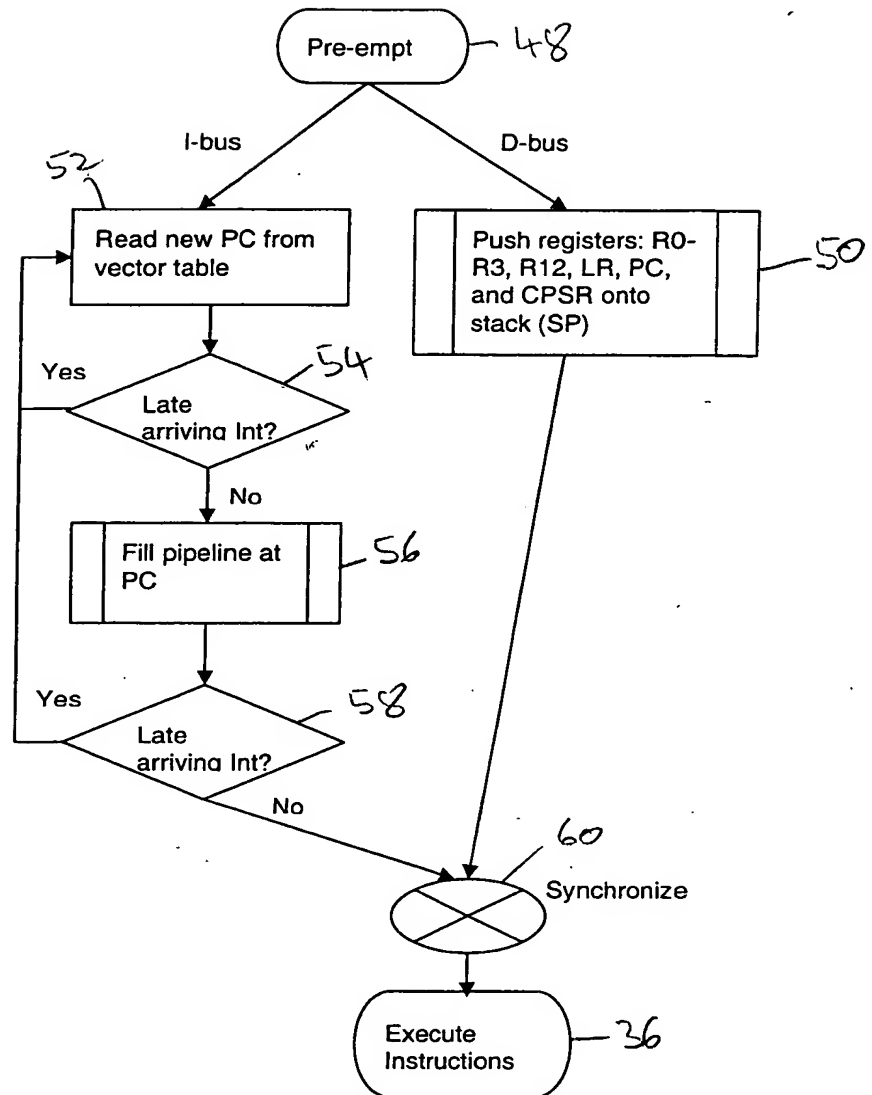 Pre-empt
48
I-bus
D-bus
52
Read new PC from
vector table
Push registers: R0-
R3, R12, LR, PC,
and CPSR onto
stack (SP)
50
Yes
54
Late
arriving Int?
No
Fill pipeline at
PC
56
Yes
58
Late
arriving Int?
No
60
Synchronize
Execute
Instructions
36